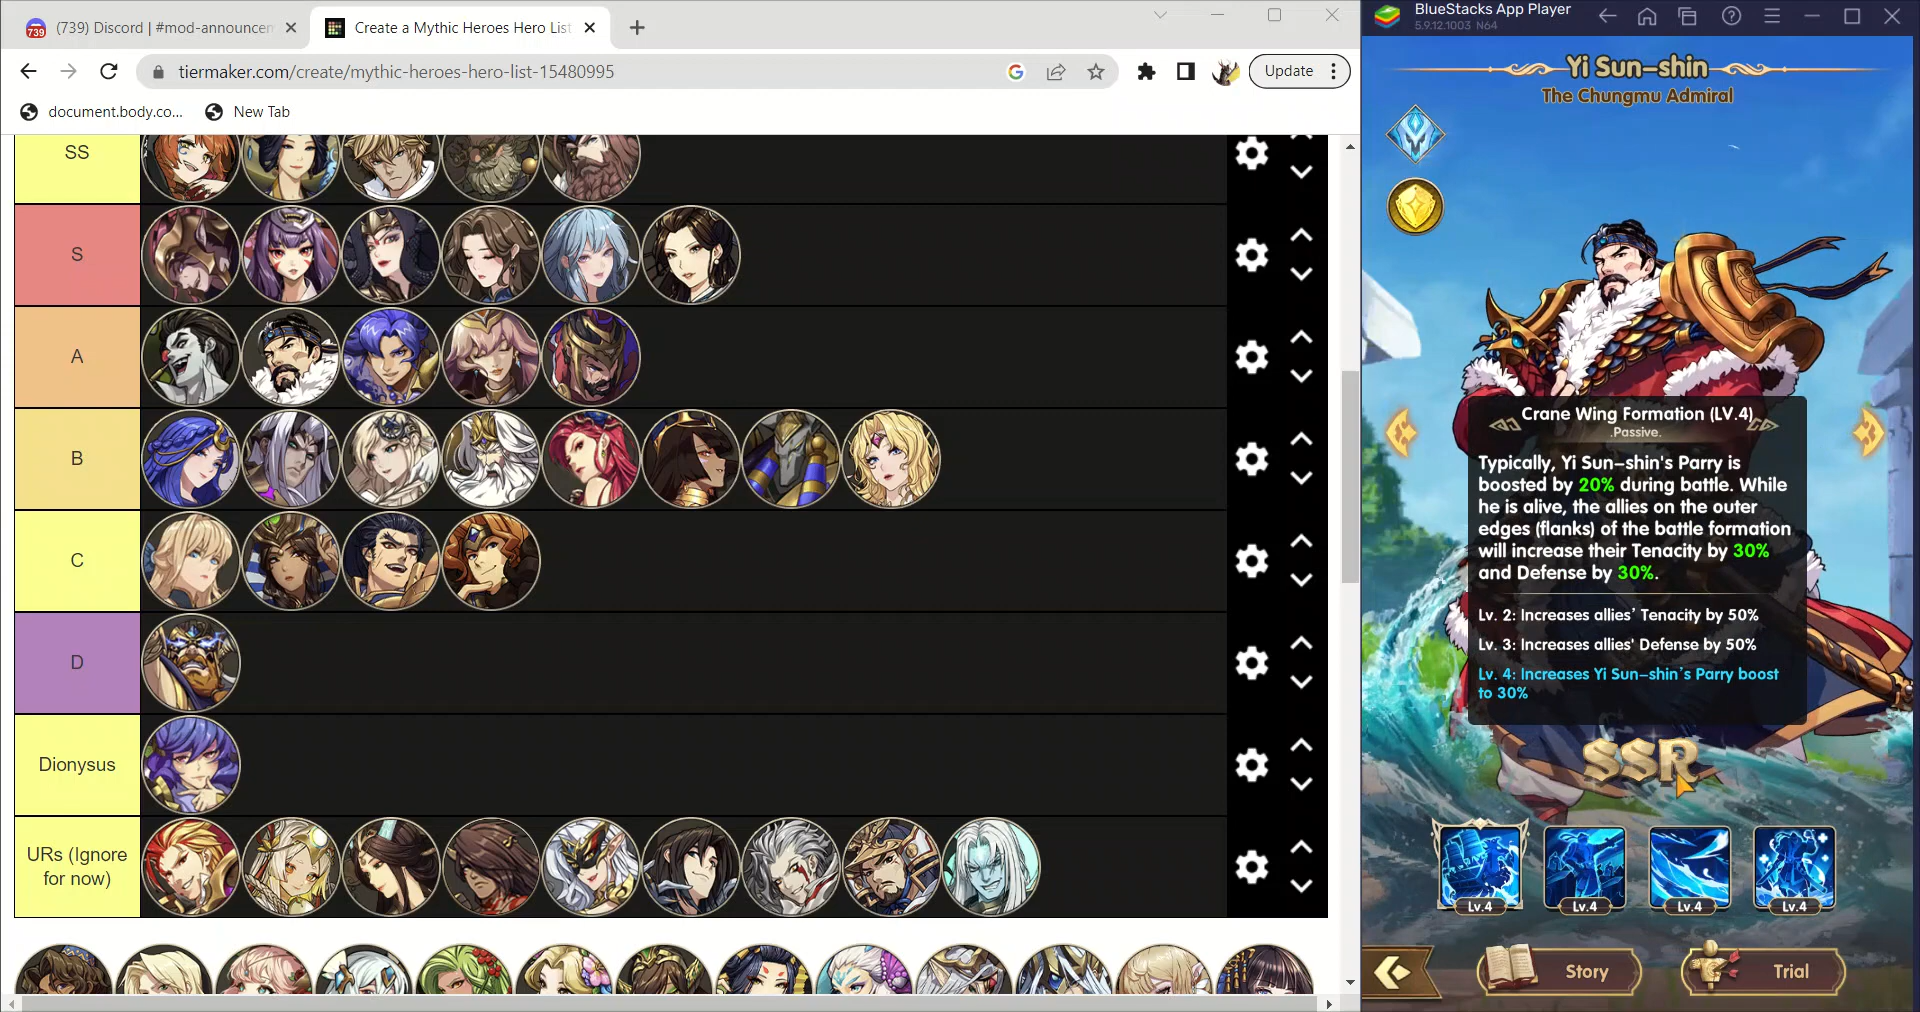 (739) Discord | #mod-announcem
Create a Mythic Heroes Hero List
739
tiermaker.com/create/mythic-heroes-hero-list-15480995
Update
document.body.co...
New Tab
SS
S
A
B
C
D
Dionysus
URs (Ignore
for now)
BlueStacks App Player
5.9.12.1003 N64
Yi Sun-shin
The Chungmu Admiral
Crane Wing Formation (LV.4)
.Passive.
Typically, Yi Sun-shin's Parry is
boosted by 20% during battle. While
he is alive, the allies on the outer
edges (flanks) of the battle formation
will increase their Tenacity by 30%
and Defense by 30%.
Lv. 2: Increases allies' Tenacity by 50%
Lv. 3: Increases allies' Defense by 50%
Lv. 4: Increases Yi Sun-shin's Parry boost
to 30%
SSR
Lv.4
Lv.4
Lv.4
Lv.4
Story
Trial